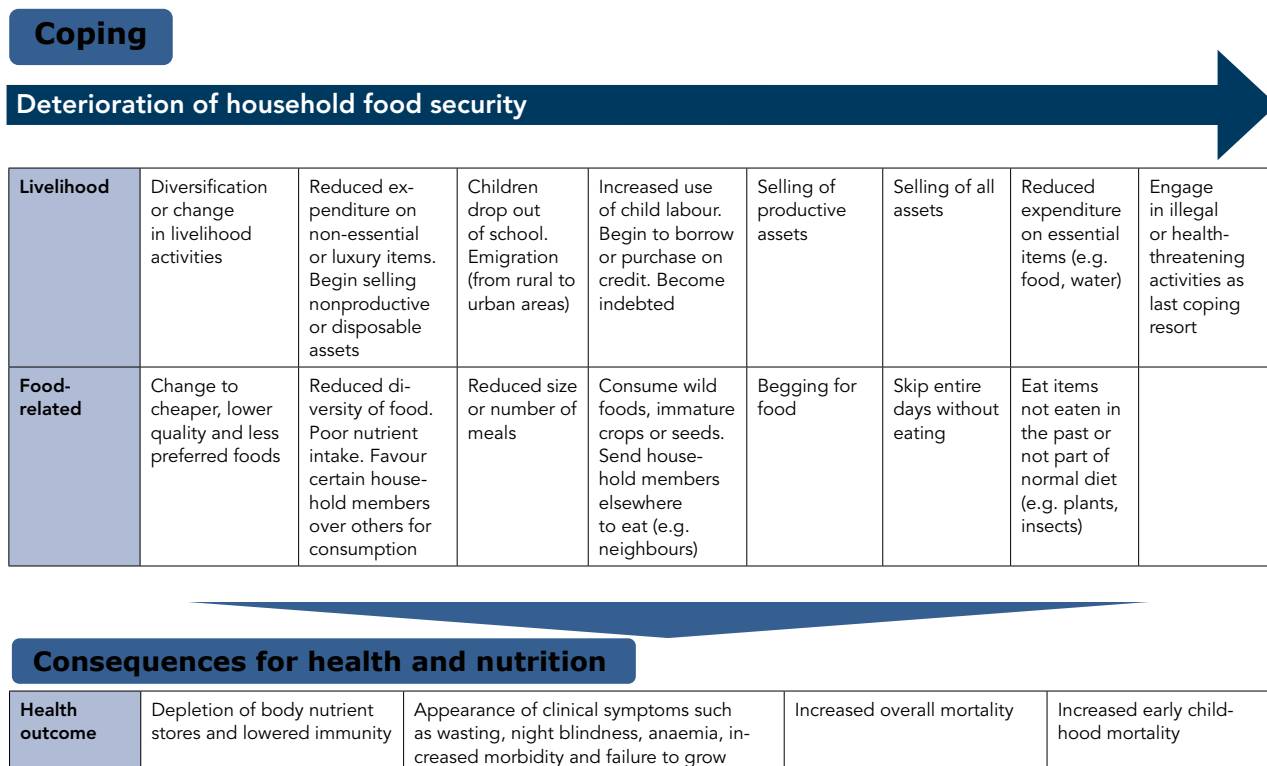 Coping
Deterioration of household food security
Livelihood
Diversification
or change
in livelihood
activities
Reduced ex-
penditure on
non-essential
or luxury items.
Begin selling
nonproductive
or disposable
assets
Children
drop out
of school.
Emigration
(from rural to
urban areas)
Increased use
of child labour.
Begin to borrow
or purchase on
credit. Become
indebted
Selling of
productive
assets
Selling of all
assets
Reduced
expenditure
on essential
items (e.g.
food, water)
Engage
in illegal
or health-
threatening
activities as
last coping
resort
Food-
related
Change to
cheaper, lower
quality and less
preferred foods
Reduced di-
versity of food.
Poor nutrient
intake. Favour
certain house-
hold members
over others for
consumption
Reduced size
or number of
meals
Consume wild
foods, immature
crops or seeds.
Send house-
hold members
elsewhere
to eat (e.g.
neighbours)
Begging for
food
Skip entire
days without
eating
Eat items
not eaten in
the past or
not part of
normal diet
(e.g. plants,
insects)
Consequences for health and nutrition
Health
outcome
Depletion of body nutrient
stores and lowered immunity
Appearance of clinical symptoms such
as wasting, night blindness, anaemia, in-
creased morbidity and failure to grow
Increased overall mortality
Increased early child-
hood mortality